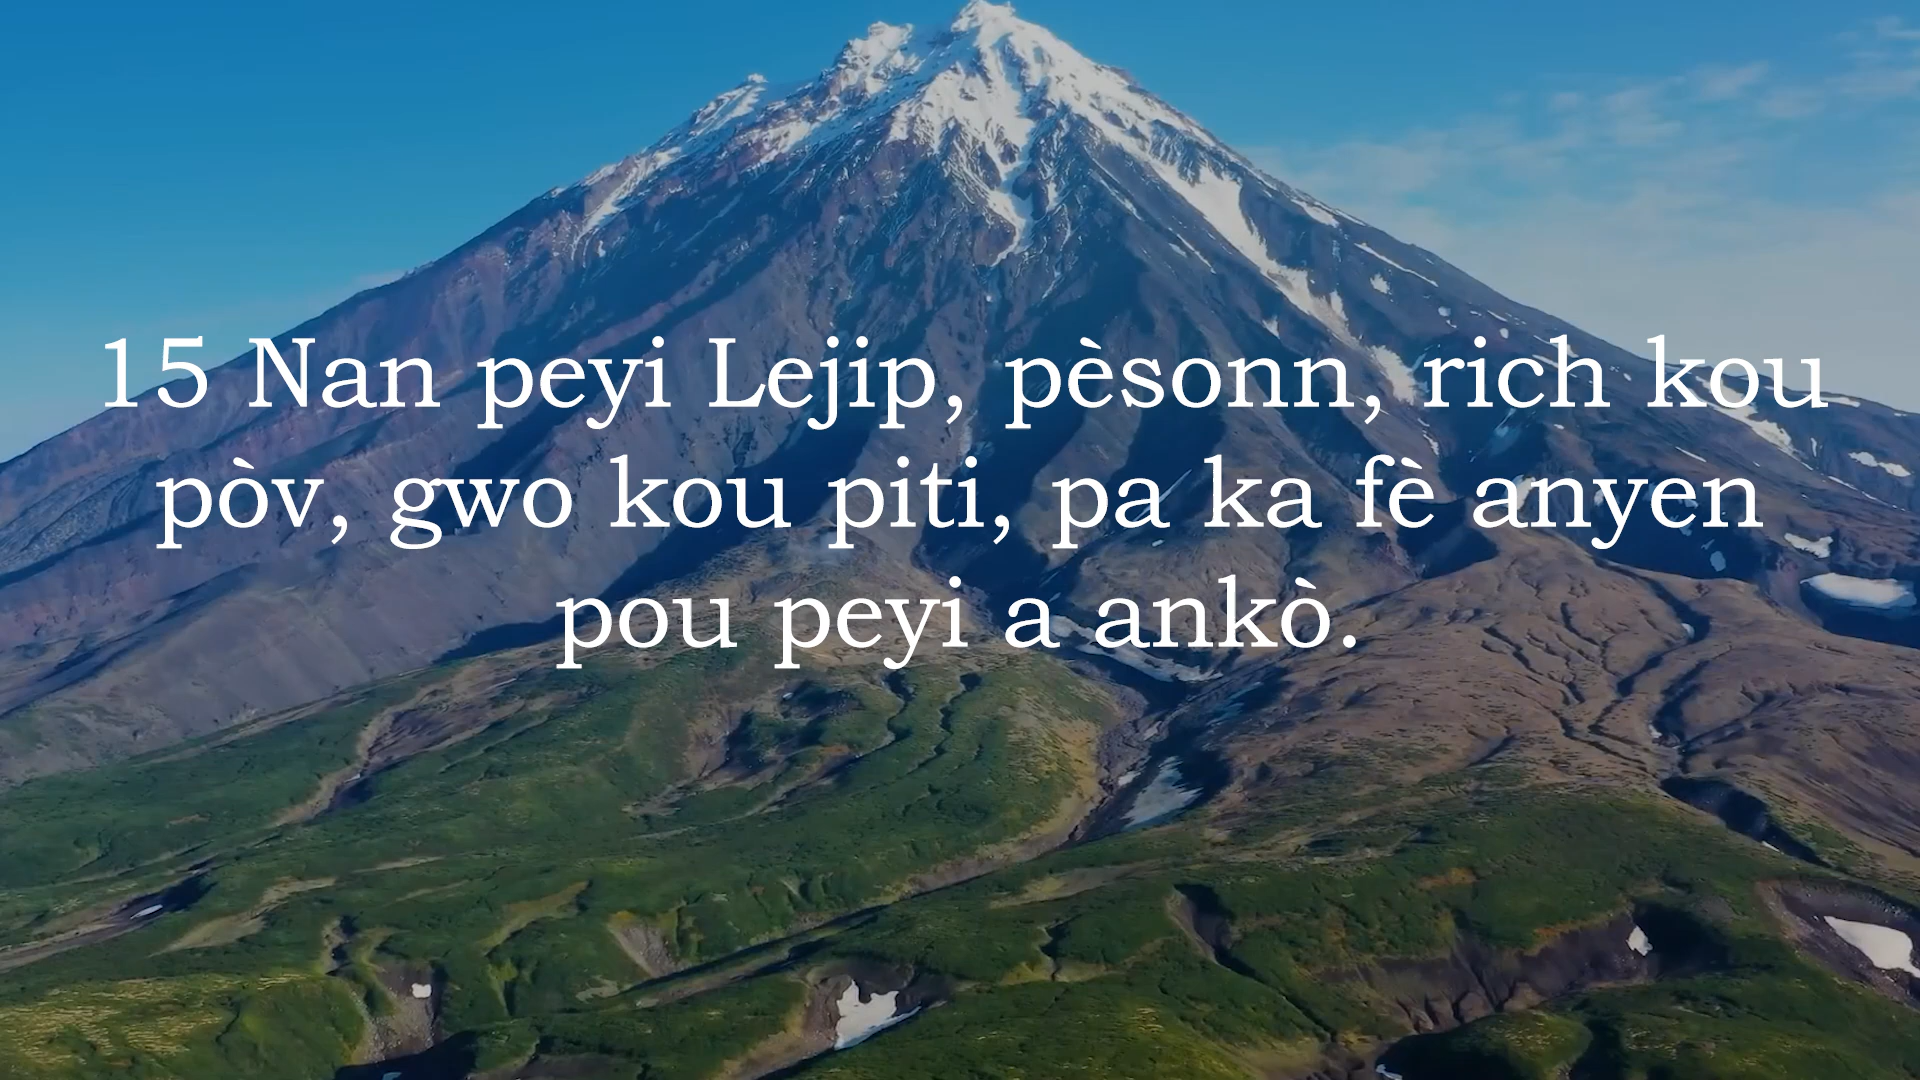 15 Nan peyi Lejip, pèsonn, rich kou
pòv, gwo kou piti, pa ka fè anyen
pou peyi a ankò.